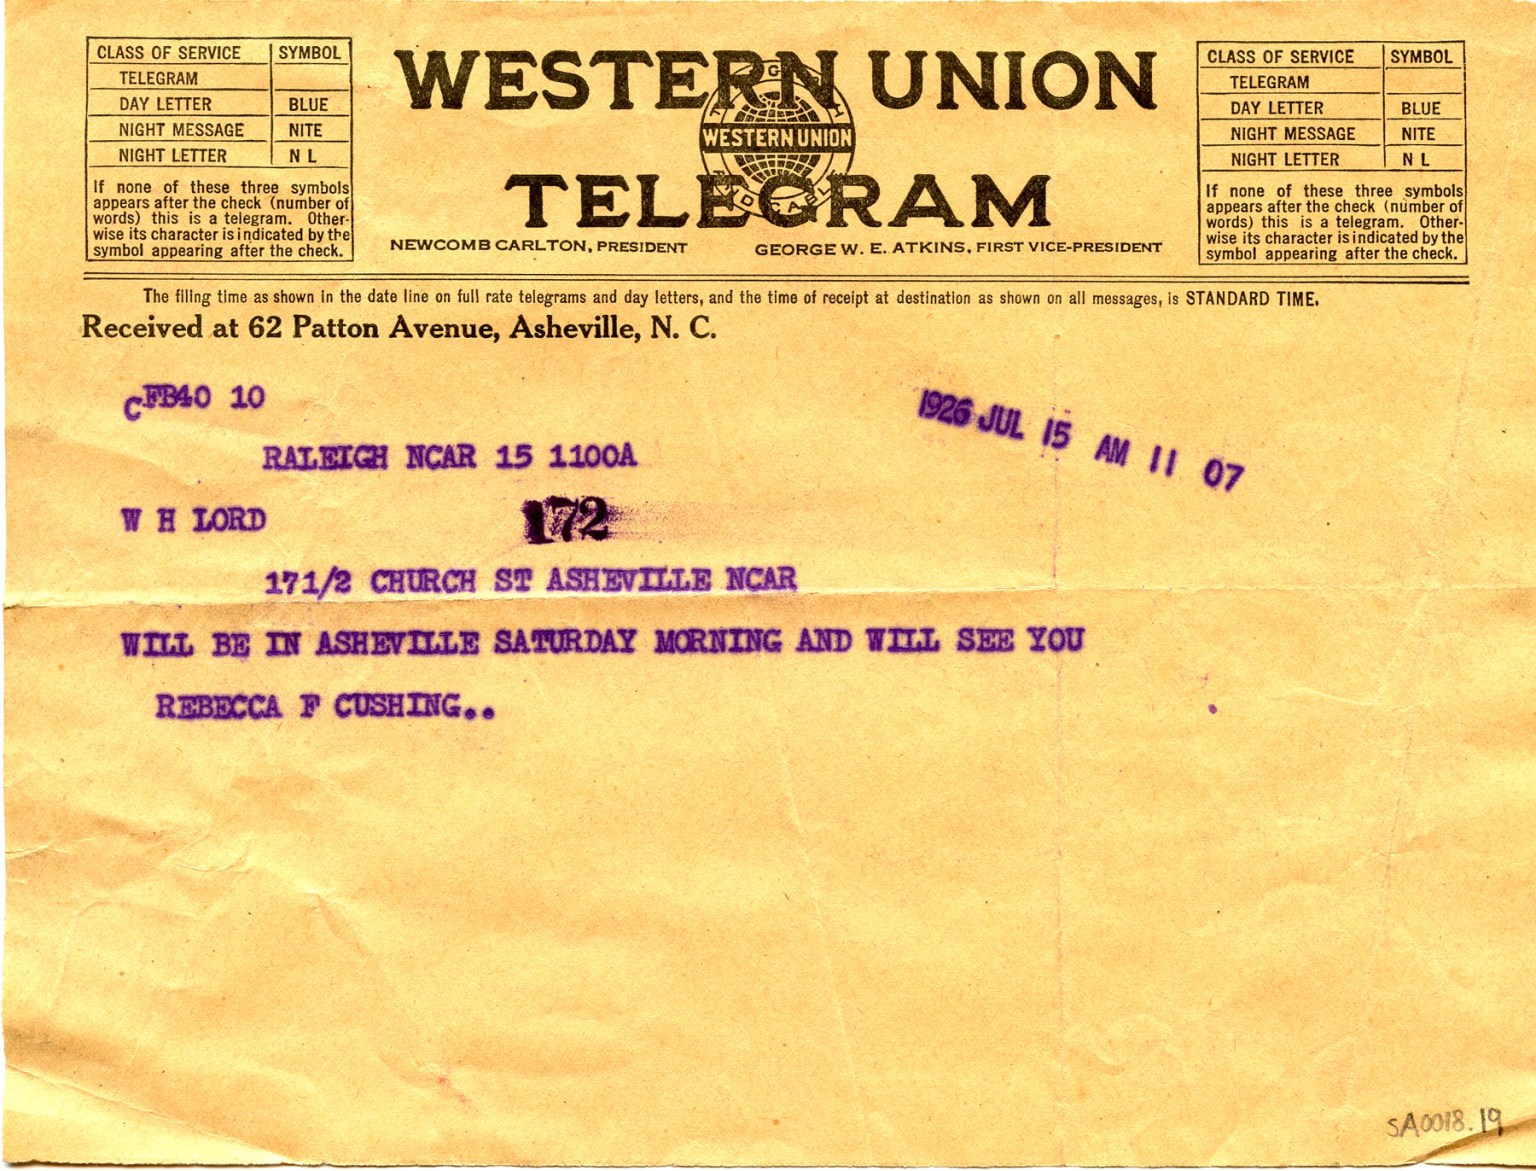 CLASS OF SERVICE SYMBOL
TELEGRAM
DAY LETTER BLUE
NIGHT MESSAGE NITE
NIGHT LETTER N L
If none of these three symbols
appears after the check (number of
words) this is a telegram. Other-
wise its character is indicated by the
symbol appearing after the check.
WESTERN UNION
WESTERN UNION
TELEGRAM
NEWCOMB CARLTON, PRESIDENT GEORGE W. E. ATKINS, FIRST VICE-PRESIDENT
CLASS OF SERVICE SYMBOL
TELEGRAM
DAY LETTER BLUE
NIGHT MESSAGE NITE
NIGHT LETTER N L
If none of these three symbols
appears after the check (number of
words) this is a telegram. Other-
wise its character is indicated by the
symbol appearing after the check.
The filing time as shown in the date line on full rate telegrams and day letters, and the time of receipt at destination as shown on all messages, is STANDARD TIME.
Received at 62 Patton Avenue, Asheville, N. C.
CFB40 10
1926 JUL 15 AM 11 07
RALEIGH NCAR 15 1100A
W H LORD 172
171/2 CHURCH ST ASHEVILLE NCAR
WILL BE IN ASHEVILLE SATURDAY MORNING AND WILL SEE YOU
REBECCA F CUSHING..
SA0018.19